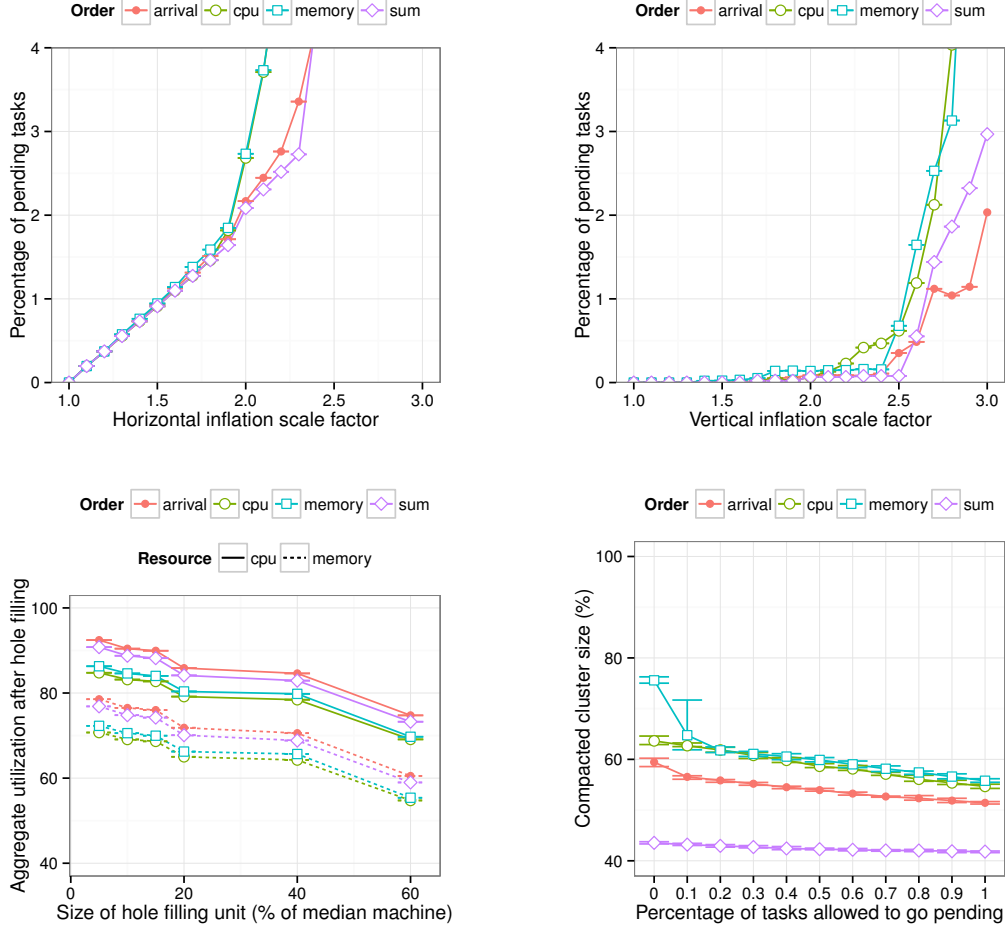 Order arrival cpu memory sum
Percentage of pending tasks
4
3
2
1
0
1.0 1.5 2.0 2.5 3.0
Horizontal inflation scale factor
Order arrival cpu memory sum
Percentage of pending tasks
4
3
2
1
0
1.0 1.5 2.0 2.5 3.0
Vertical inflation scale factor
Order arrival cpu memory sum
Resource cpu memory
Aggregate utilization after hole filling
100
80
60
40
0 20 40 60
Size of hole filling unit (% of median machine)
Order arrival cpu memory sum
Compacted cluster size (%)
100
80
60
40
0 0.1 0.2 0.3 0.4 0.5 0.6 0.7 0.8 0.9 1
Percentage of tasks allowed to go pending